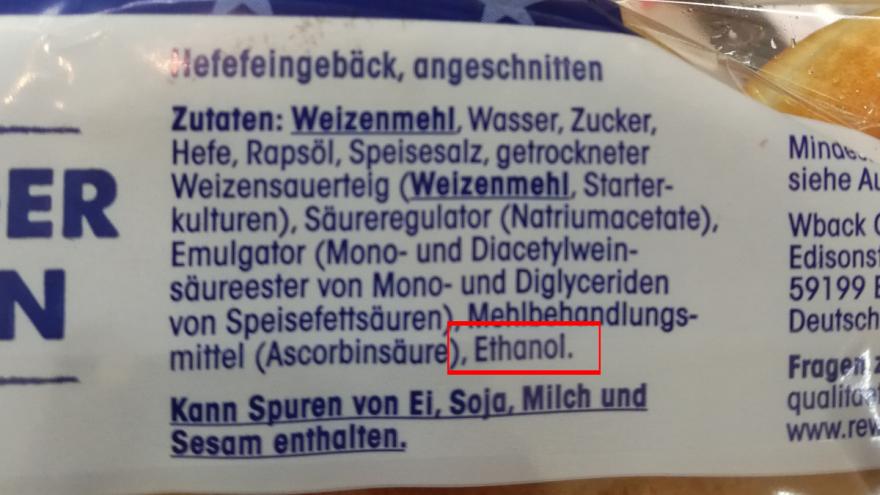 Hefefeingebäck, angeschnitten
Zutaten: Weizenmehl, Wasser, Zucker,
Hefe, Rapsöl, Speisesalz, getrockneter
Weizensauerteig (Weizenmehl, Starter-
kulturen), Säureregulator (Natriumacetate),
Emulgator (Mono- und Diacetylwein-
säureester von Mono- und Diglyceriden
von Speisefettsäuren), Mehlbehandlungs-
mittel (Ascorbinsäure), Ethanol.
Kann Spuren von Ei, Soja, Milch und
Sesam enthalten.
ER
N
siehe Au
Wback
Edisonst
59199
Deutsch
Fragen
www.rew